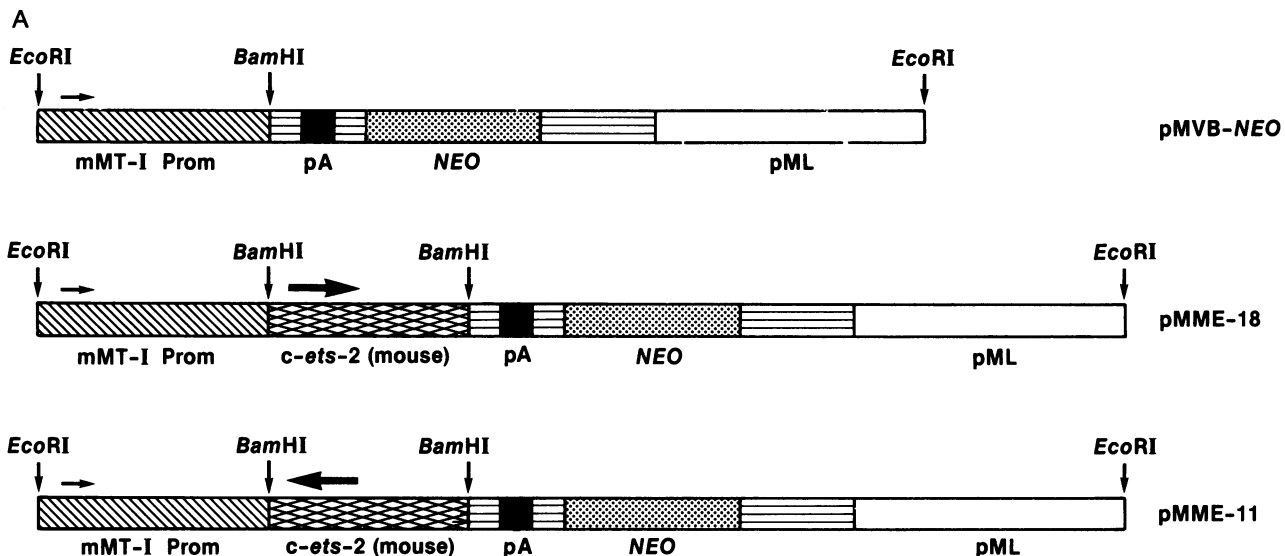 A
EcoRI BamHI EcoRI
pMVB-NEO
mMT-I Prom pA NEO pML
EcoRI BamHI BamHI EcoRI
pMME-18
mMT-I Prom c-ets-2 (mouse) pA NEO pML
EcoRI BamHI BamHI EcoRI
pMME-11
mMT-I Prom c-ets-2 (mouse) pA NEO pML